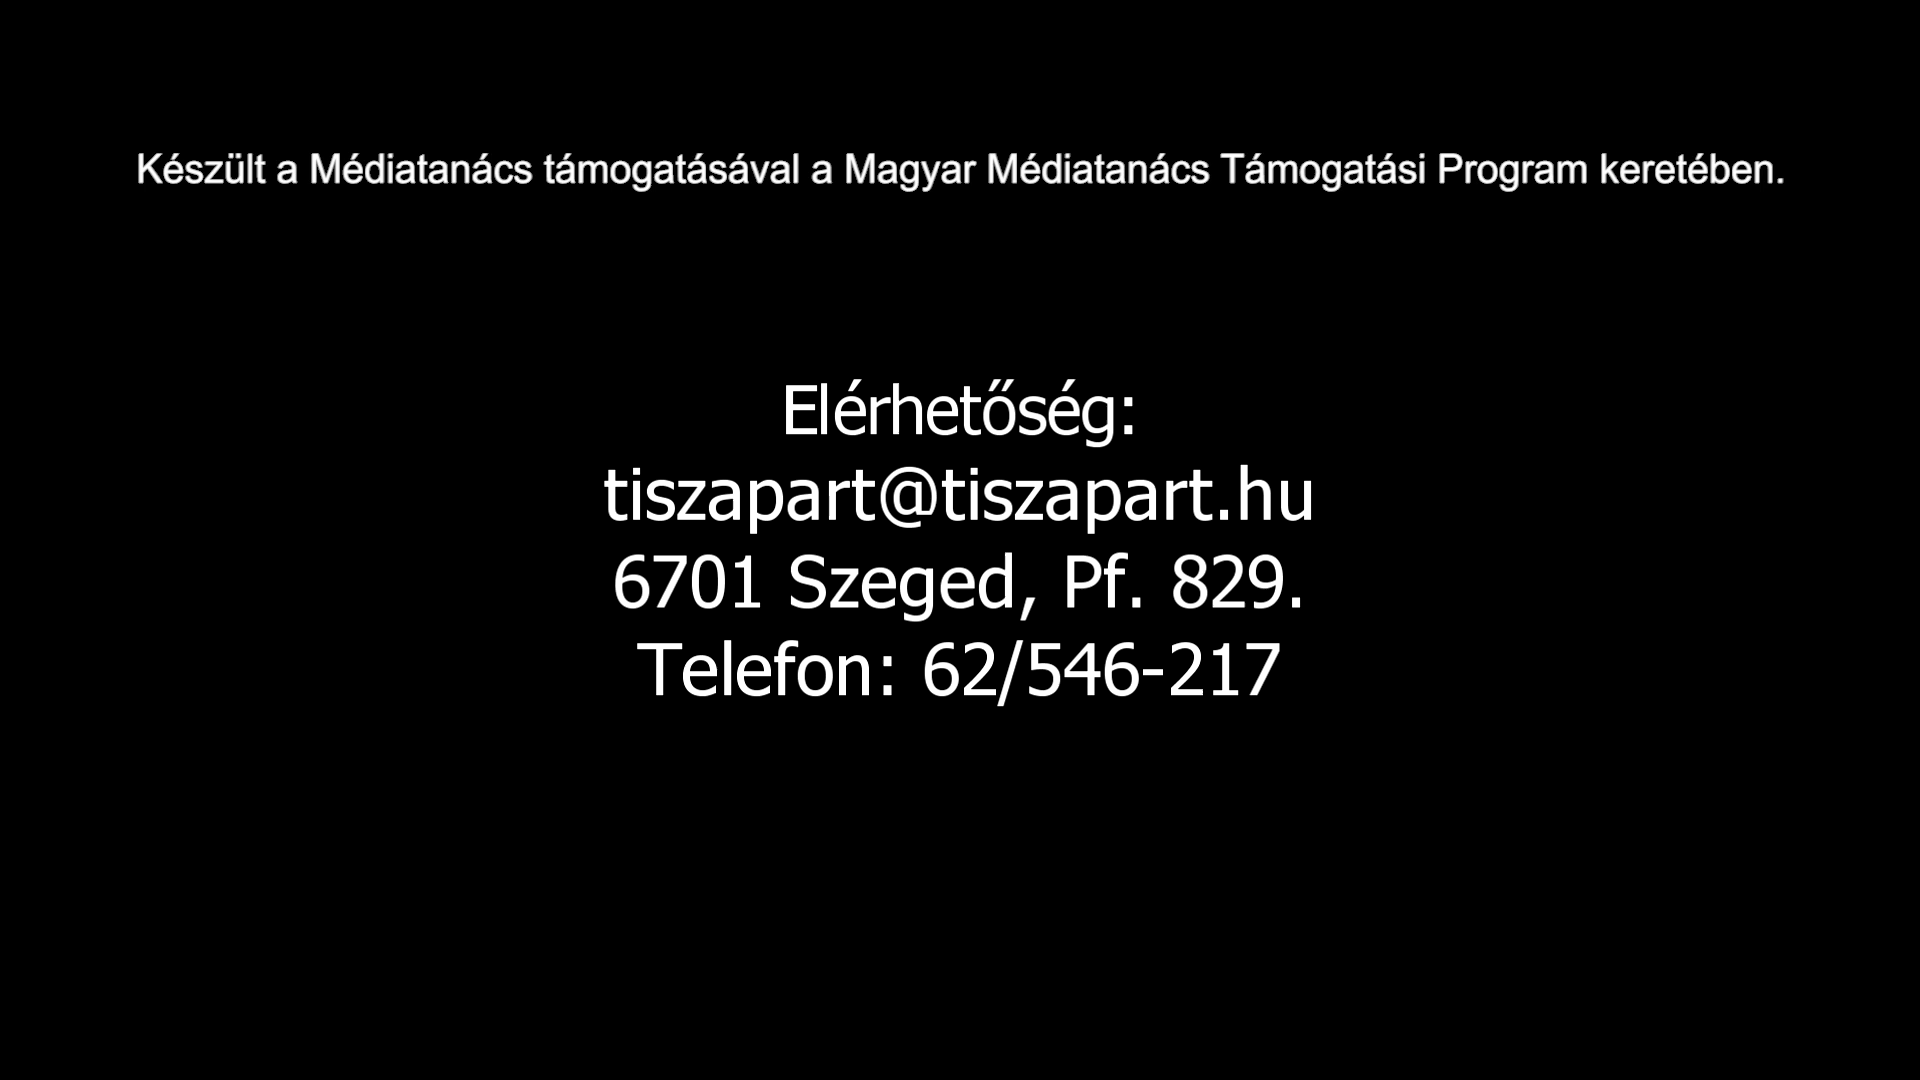 Készült a Médiatanács támogatásával a Magyar Médiatanács Támogatási Program keretében.
Elérhetőség:
tiszapart@tiszapart.hu
6701 Szeged, Pf. 829.
Telefon: 62/546-217